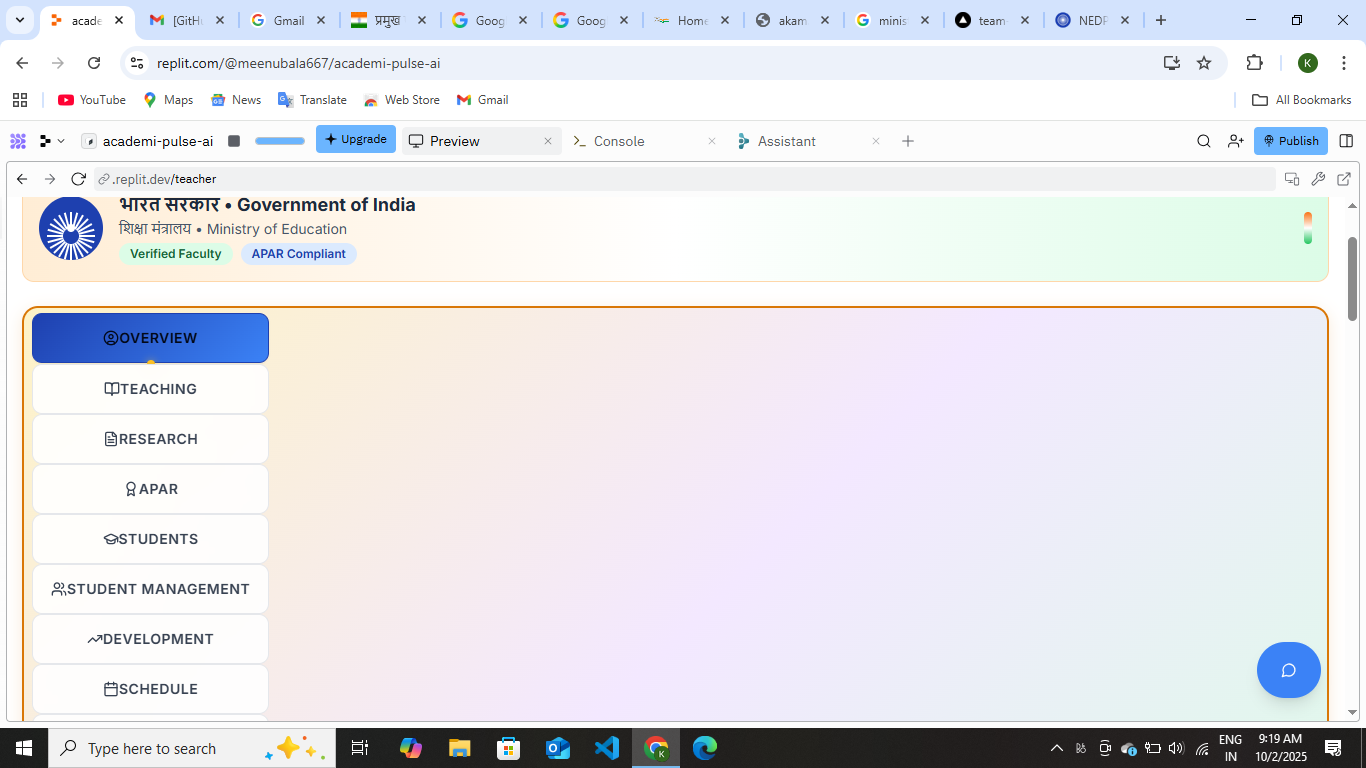 acade
[GitH
Gmail
प्रमुख
Goog
Goog
Home
akam
minis
team
NEDF
replit.com/@meenubala667/academi-pulse-ai
K
YouTube
Maps
News
Translate
Web Store
Gmail
All Bookmarks
academi-pulse-ai
Upgrade
Preview
Console
Assistant
Publish
.replit.dev/teacher
भारत सरकार • Government of India
शिक्षा मंत्रालय • Ministry of Education
Verified Faculty
APAR Compliant
OVERVIEW
TEACHING
RESEARCH
APAR
STUDENTS
STUDENT MANAGEMENT
DEVELOPMENT
SCHEDULE
Type here to search
ENG
IN
9:19 AM
10/2/2025